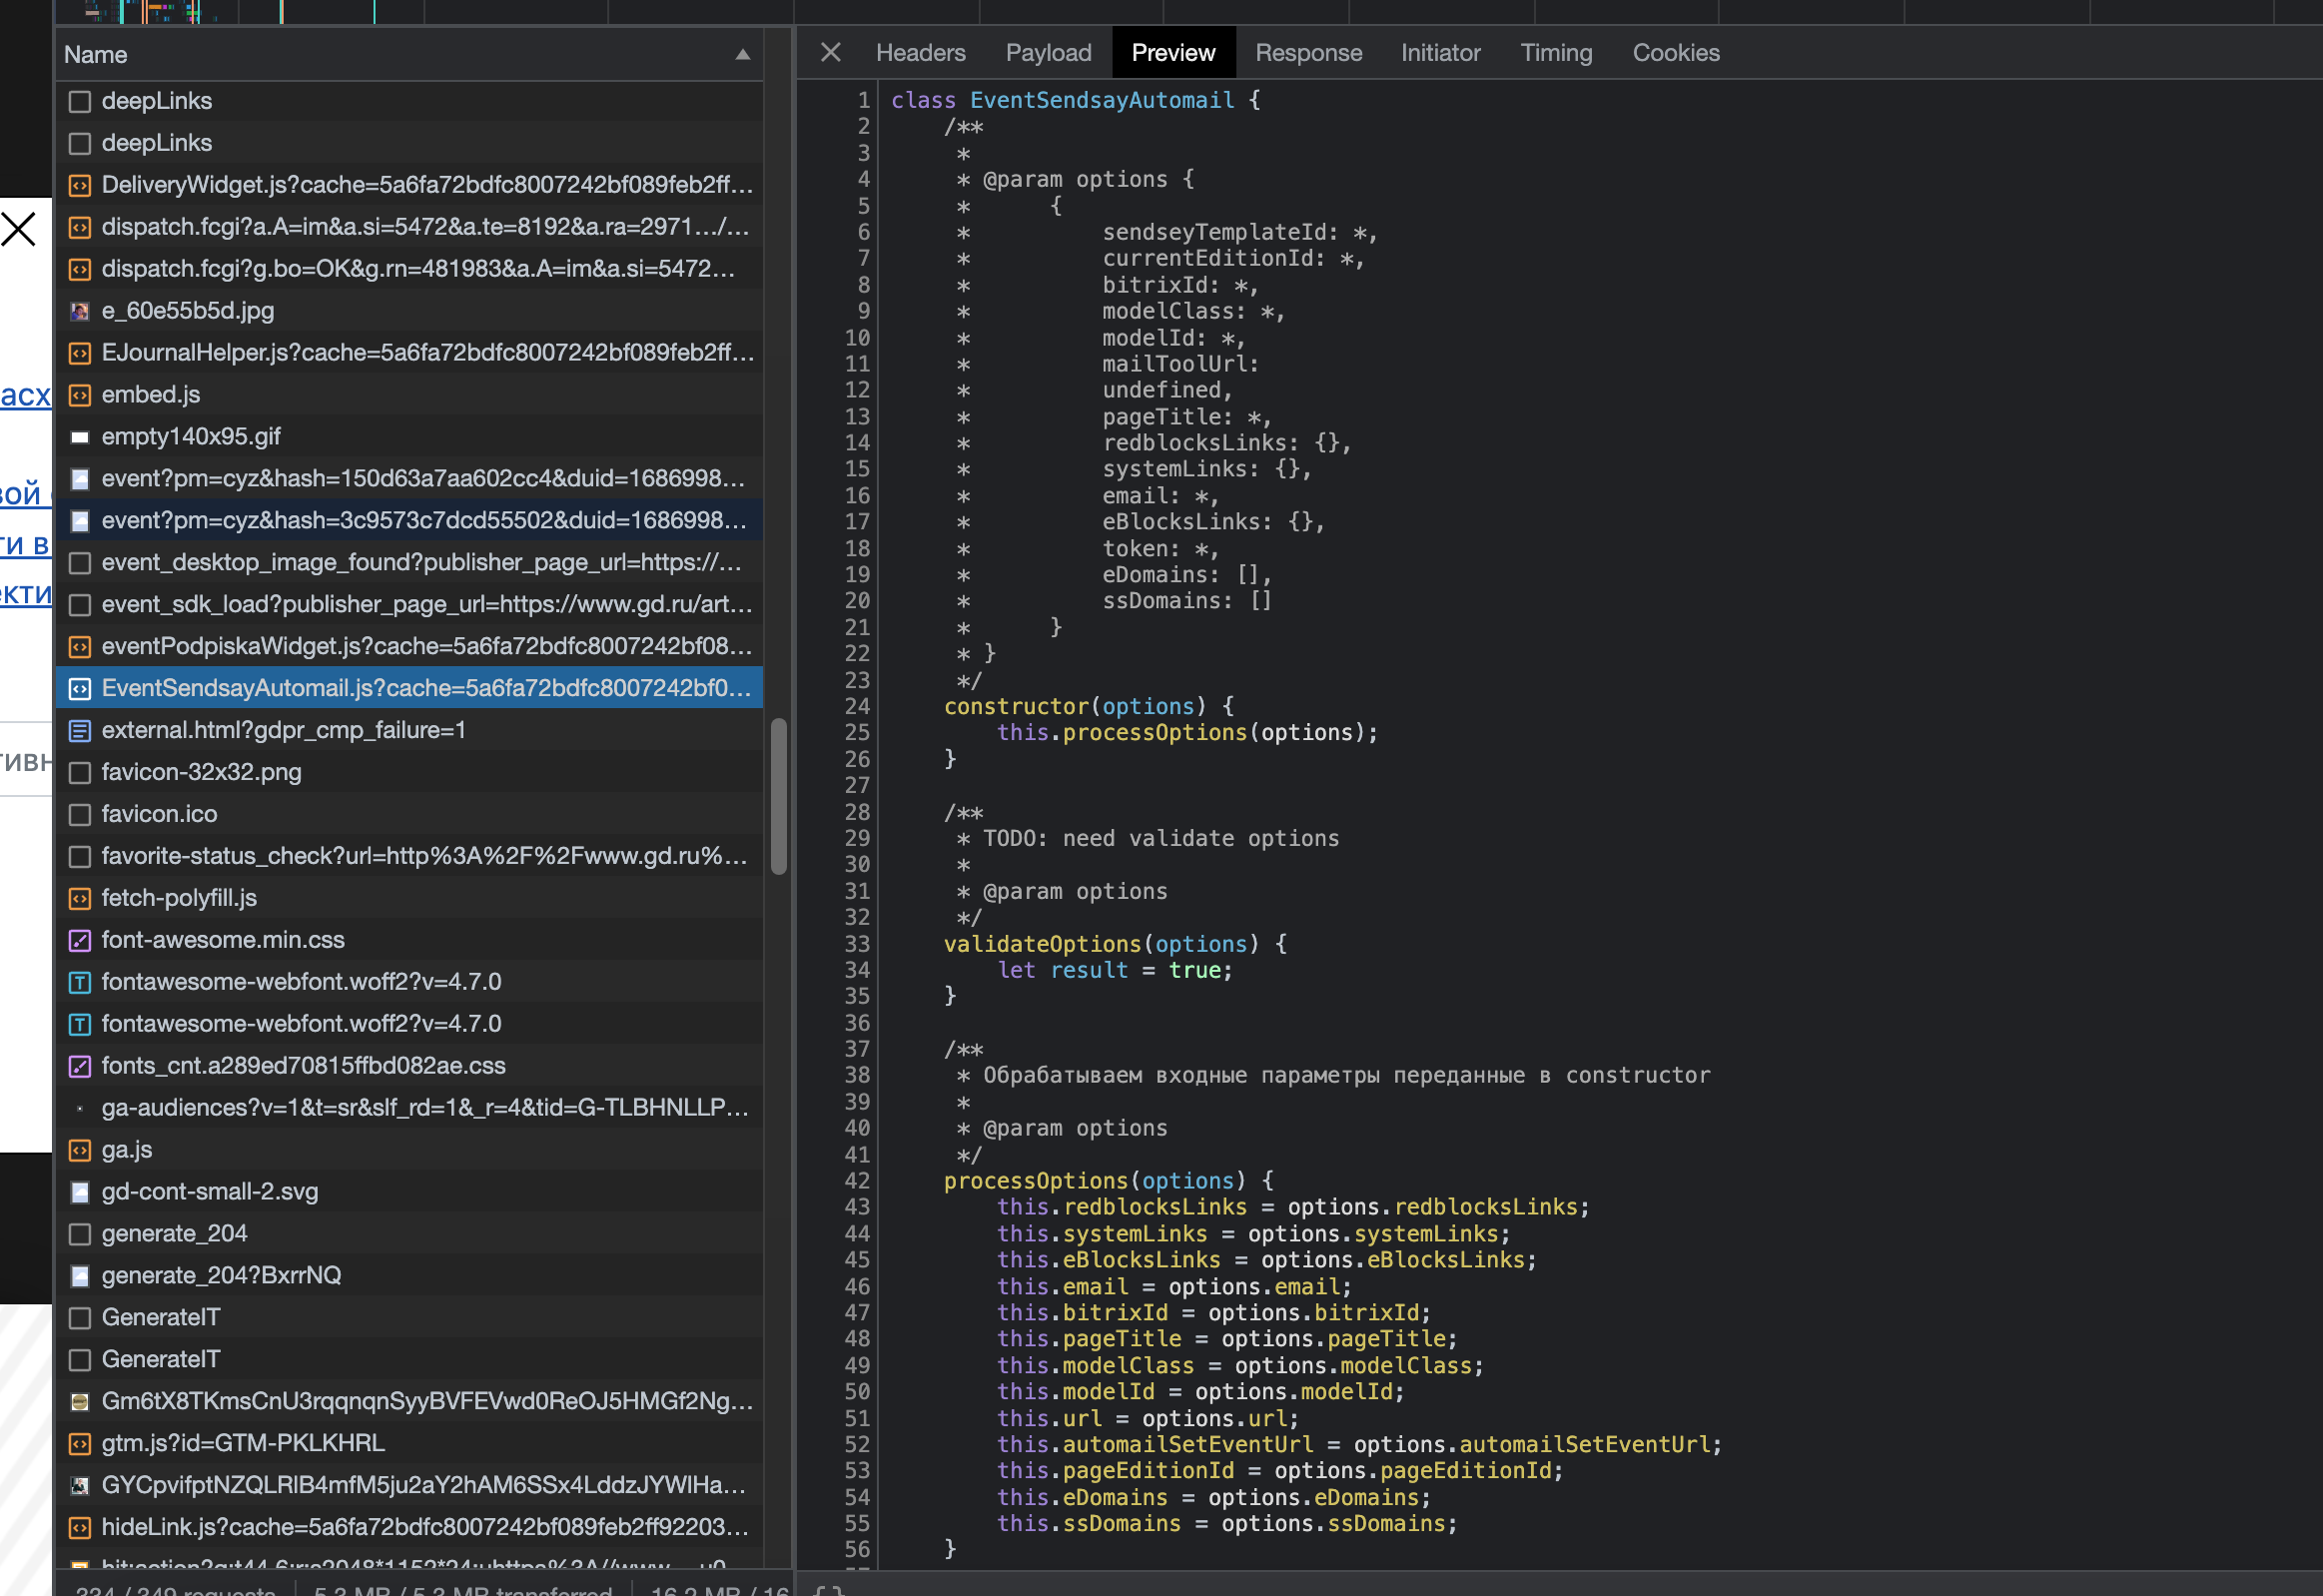 Name
deepLinks
deepLinks
DeliveryWidget.js?cache=5a6fa72bdfc8007242bf089feb2ff…
dispatch.fcgi?a.A=im&a.si=5472&a.te=8192&a.ra=2971…/…
dispatch.fcgi?g.bo=OK&g.rn=481983&a.A=im&a.si=5472…
e_60e55b5d.jpg
EJournalHelper.js?cache=5a6fa72bdfc8007242bf089feb2ff…
embed.js
empty140x95.gif
event?pm=cyz&hash=150d63a7aa602cc4&duid=1686998…
event?pm=cyz&hash=3c9573c7dcd55502&duid=1686998…
event_desktop_image_found?publisher_page_url=https://…
event_sdk_load?publisher_page_url=https://www.gd.ru/art…
eventPodpiskaWidget.js?cache=5a6fa72bdfc8007242bf08…
EventSendsayAutomail.js?cache=5a6fa72bdfc8007242bf0…
external.html?gdpr_cmp_failure=1
favicon-32x32.png
favicon.ico
favorite-status_check?url=http%3A%2F%2Fwww.gd.ru%…
fetch-polyfill.js
font-awesome.min.css
fontawesome-webfont.woff2?v=4.7.0
fontawesome-webfont.woff2?v=4.7.0
fonts_cnt.a289ed70815ffbd082ae.css
ga-audiences?v=1&t=sr&slf_rd=1&_r=4&tid=G-TLBHNLLP…
ga.js
gd-cont-small-2.svg
generate_204
generate_204?BxrrNQ
GenerateIT
GenerateIT
Gm6tX8TKmsCnU3rqqnqnSyyBVFEVwd0ReOJ5HMGf2Ng…
gtm.js?id=GTM-PKLKHRL
GYCpvifptNZQLRlB4mfM5ju2aY2hAM6SSx4LddzJYWlHa…
hideLink.js?cache=5a6fa72bdfc8007242bf089feb2ff92203…
334 / 349 requests
5.3 MB / 5.3 MB transferred
16.2 MB / 16
Headers Payload Preview Response Initiator Timing Cookies
1 class EventSendsayAutomail {
2 /**
3 *
4 * @param options {
5 * {
6 * sendseyTemplateId: *,
7 * currentEditionId: *,
8 * bitrixId: *,
9 * modelClass: *,
10 * modelId: *,
11 * mailToolUrl:
12 * undefined,
13 * pageTitle: *,
14 * redblocksLinks: {},
15 * systemLinks: {},
16 * email: *,
17 * eBlocksLinks: {},
18 * token: *,
19 * eDomains: [],
20 * ssDomains: []
21 * }
22 * }
23 */
24 constructor(options) {
25 this.processOptions(options);
26 }
27
28 /**
29 * TODO: need validate options
30 *
31 * @param options
32 */
33 validateOptions(options) {
34 let result = true;
35 }
36
37 /**
38 * Обрабатываем входные параметры переданные в constructor
39 *
40 * @param options
41 */
42 processOptions(options) {
43 this.redblocksLinks = options.redblocksLinks;
44 this.systemLinks = options.systemLinks;
45 this.eBlocksLinks = options.eBlocksLinks;
46 this.email = options.email;
47 this.bitrixId = options.bitrixId;
48 this.pageTitle = options.pageTitle;
49 this.modelClass = options.modelClass;
50 this.modelId = options.modelId;
51 this.url = options.url;
52 this.automailSetEventUrl = options.automailSetEventUrl;
53 this.pageEditionId = options.pageEditionId;
54 this.eDomains = options.eDomains;
55 this.ssDomains = options.ssDomains;
56 }